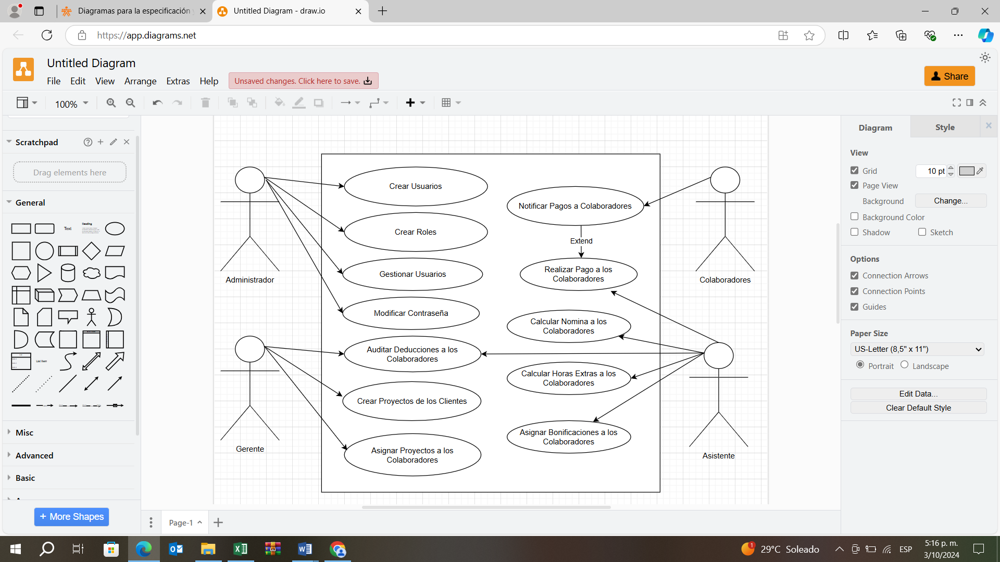 Diagramas para la especificación
Untitled Diagram - draw.io
https://app.diagrams.net
Untitled Diagram
File Edit View Arrange Extras Help
Unsaved changes. Click here to save.
Share
100%
Scratchpad
Drag elements here
General
Text
Heading
List Item
Misc
Advanced
Basic
+ More Shapes
Administrador
Gerente
Crear Usuarios
Crear Roles
Gestionar Usuarios
Modificar Contraseña
Auditar Deducciones a los
Colaboradores
Crear Proyectos de los Clientes
Asignar Proyectos a los
Colaboradores
Notificar Pagos a Colaboradores
Extend
Realizar Pago a los
Colaboradores
Calcular Nomina a los
Colaboradores
Calcular Horas Extras a los
Colaboradores
Asignar Bonificaciones a los
Colaboradores
Colaboradores
Asistente
Page-1
Diagram
Style
View
Grid
10 pt
Page View
Background
Change...
Background Color
Shadow
Sketch
Options
Connection Arrows
Connection Points
Guides
Paper Size
US-Letter (8,5" x 11")
Portrait
Landscape
Edit Data...
Clear Default Style
1
29°C Soleado
ESP
5:16 p. m.
3/10/2024